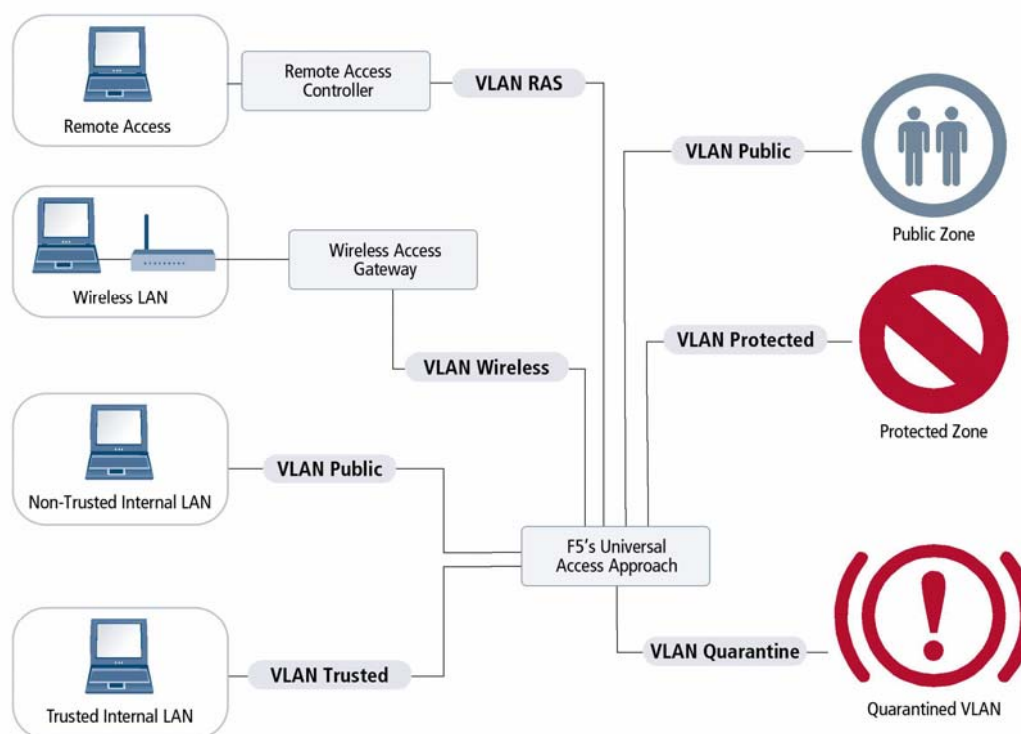 Remote Access
Remote Access
Controller
VLAN RAS
Wireless LAN
Wireless Access
Gateway
VLAN Wireless
Non-Trusted Internal LAN
VLAN Public
Trusted Internal LAN
VLAN Trusted
F5's Universal
Access Approach
VLAN Public
Public Zone
VLAN Protected
Protected Zone
VLAN Quarantine
Quarantined VLAN